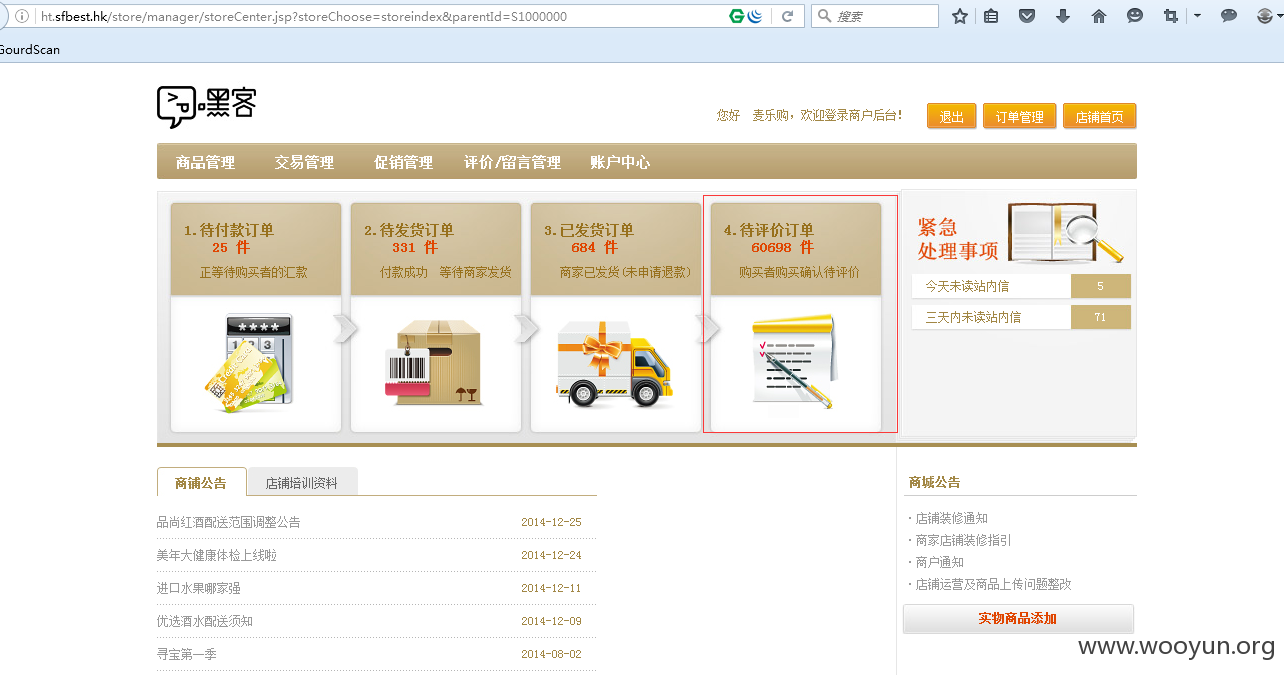 ht.sfbest.hk/store/manager/storeCenter.jsp?storeChoose=storeindex&parentId=S1000000
搜索
GourdScan
嘿客
您好 麦乐购，欢迎登录商户后台!
退出
订单管理
店铺首页
商品管理 交易管理 促销管理 评价/留言管理 账户中心
1.待付款订单
25 件
正等待购买者的汇款
2.待发货订单
331 件
付款成功 等待商家发货
3.已发货订单
684 件
商家已发货(未申请退款)
4.待评价订单
60698 件
购买者购买确认待评价
紧急
处理事项
今天未读站内信 5
三天内未读站内信 71
商铺公告 店铺培训资料
品尚红酒配送范围调整公告 2014-12-25
美年大健康体检上线啦 2014-12-24
进口水果哪家强 2014-12-11
优选酒水配送须知 2014-12-09
寻宝第一季 2014-08-02
商城公告
· 店铺装修通知
· 商家店铺装修指引
· 商户通知
· 店铺运营及商品上传问题整改
实物商品添加
www.wooyun.org